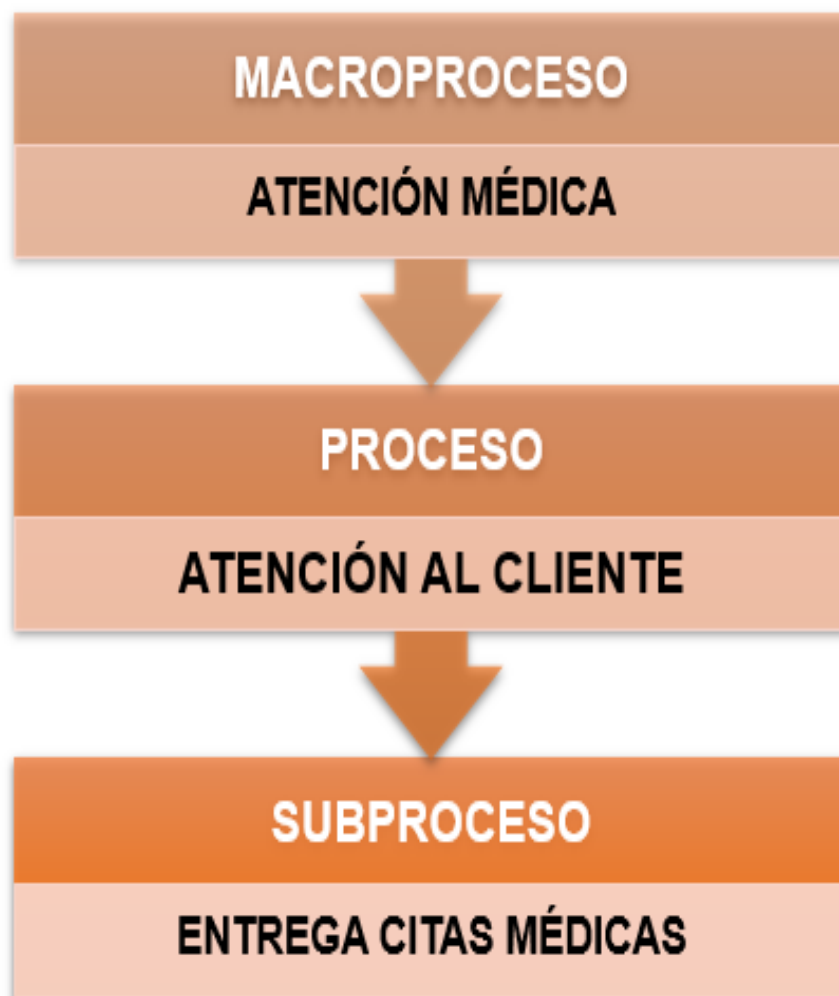 MACROPROCESO
ATENCIÓN MÉDICA
PROCESO
ATENCIÓN AL CLIENTE
SUBPROCESO
ENTREGA CITAS MÉDICAS